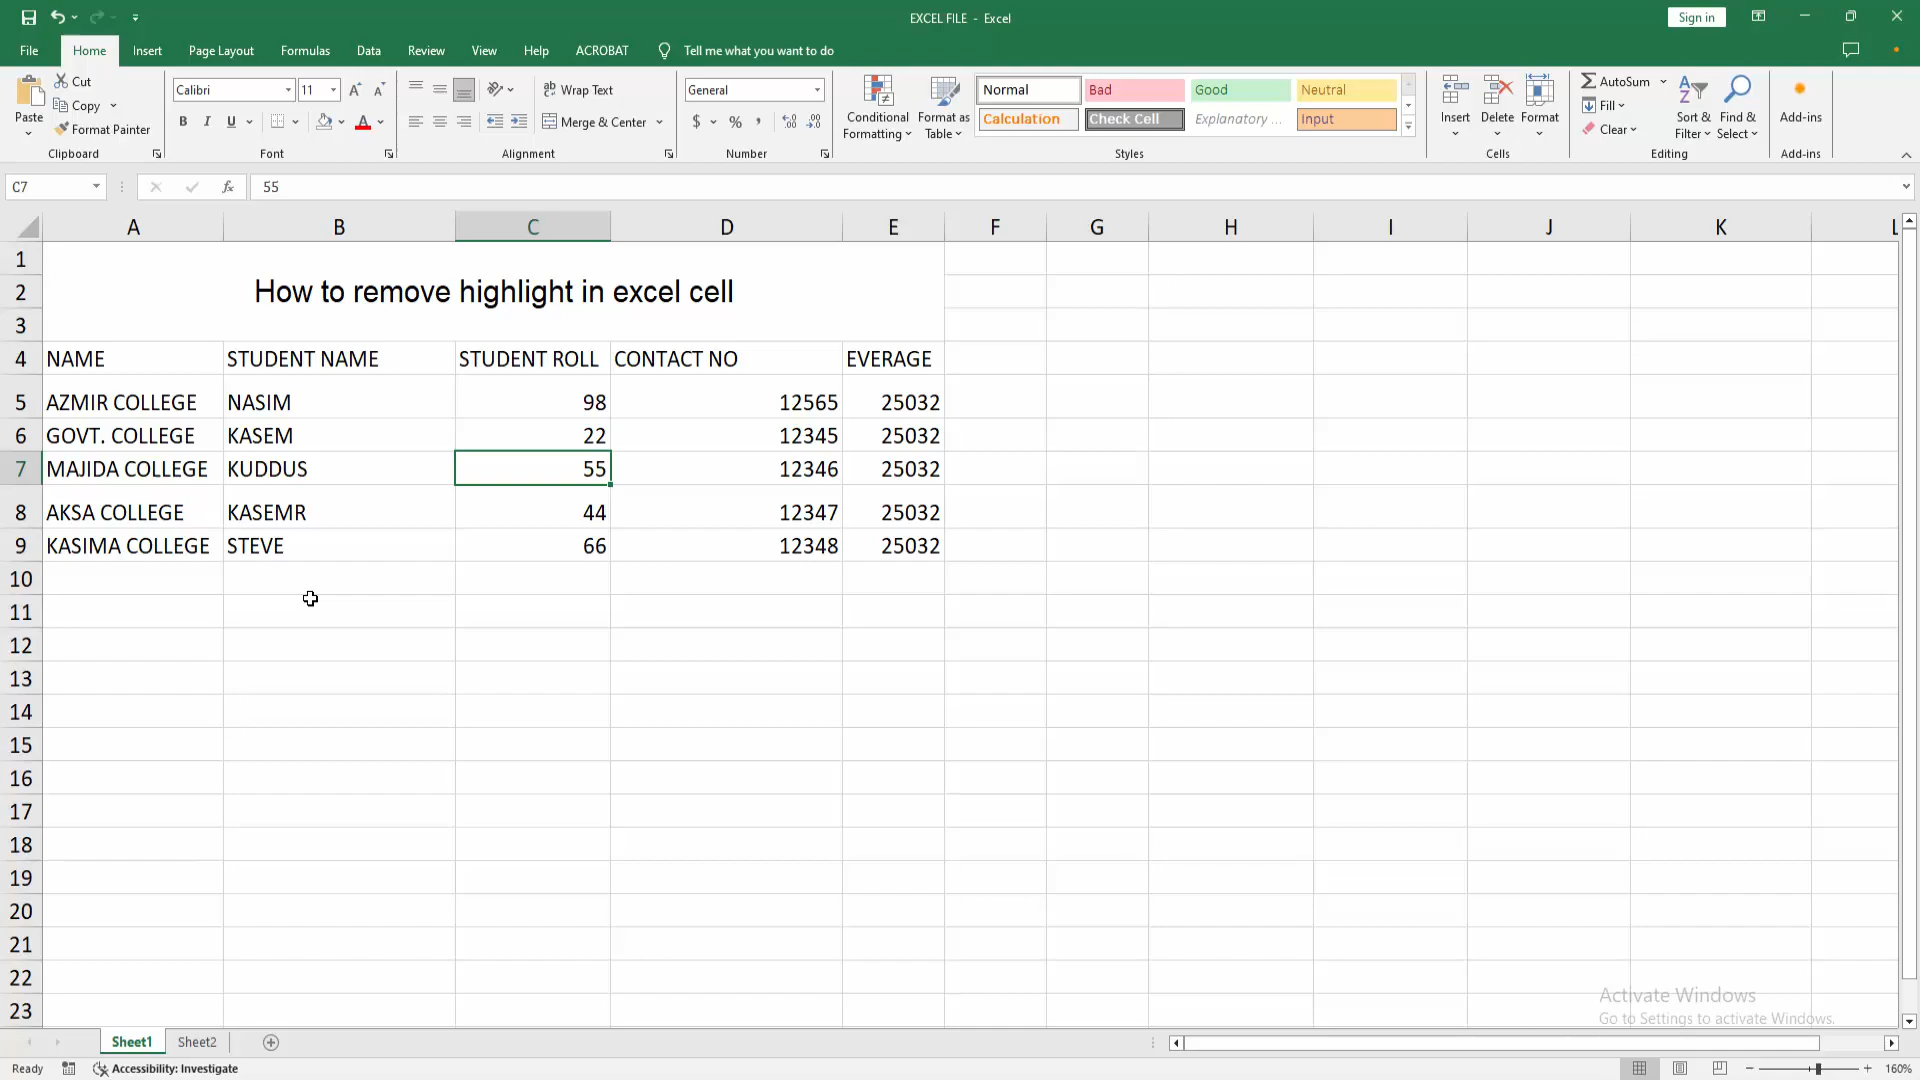 EXCEL FILE - Excel
Sign in
File Home Insert Page Layout Formulas Data Review View Help ACROBAT Tell me what you want to do
Paste
Cut
Copy
Format Painter
Clipboard
Calibri 11
B I U A
Font
Wrap Text
Merge & Center
Alignment
General
$ % ,
Number
Conditional Formatting
Format as Table
Normal Bad Good Neutral
Calculation Check Cell Explanatory ... Input
Styles
Insert Delete Format
Cells
AutoSum
Fill
Clear
Sort & Filter
Find & Select
Editing
Add-ins
Add-ins
C7 fx 55
A B C D E F G H I J K L
1
2 How to remove highlight in excel cell
3
4 NAME STUDENT NAME STUDENT ROLL CONTACT NO EVERAGE
5 AZMIR COLLEGE NASIM 98 12565 25032
6 GOVT. COLLEGE KASEM 22 12345 25032
7 MAJIDA COLLEGE KUDDUS 55 12346 25032
8 AKSA COLLEGE KASEMR 44 12347 25032
9 KASIMA COLLEGE STEVE 66 12348 25032
10
11
12
13
14
15
16
17
18
19
20
21
22
23
Activate Windows
Go to Settings to activate Windows.
Sheet1 Sheet2
Ready Accessibility: Investigate 160%